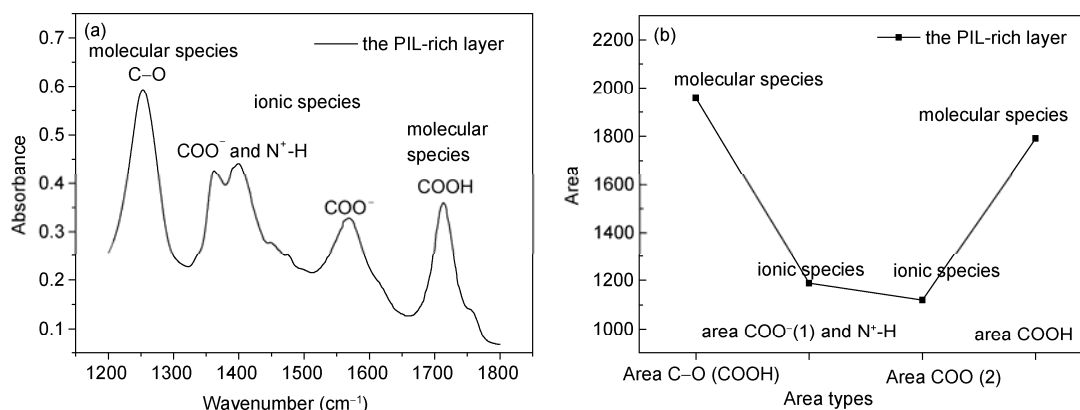 (a)
the PIL-rich layer
molecular species
C–O
ionic species
COO⁻ and N⁺-H
COO⁻
molecular
species
COOH
0.7
0.6
0.5
0.4
0.3
0.2
0.1
Absorbance
1200 1300 1400 1500 1600 1700 1800
Wavenumber (cm⁻¹)
(b)
the PIL-rich layer
molecular species
molecular species
ionic species
ionic species
area COO⁻(1) and N⁺-H
area COOH
2200
2000
1800
1600
1400
1200
1000
Area
Area C–O (COOH)
Area COO (2)
Area types